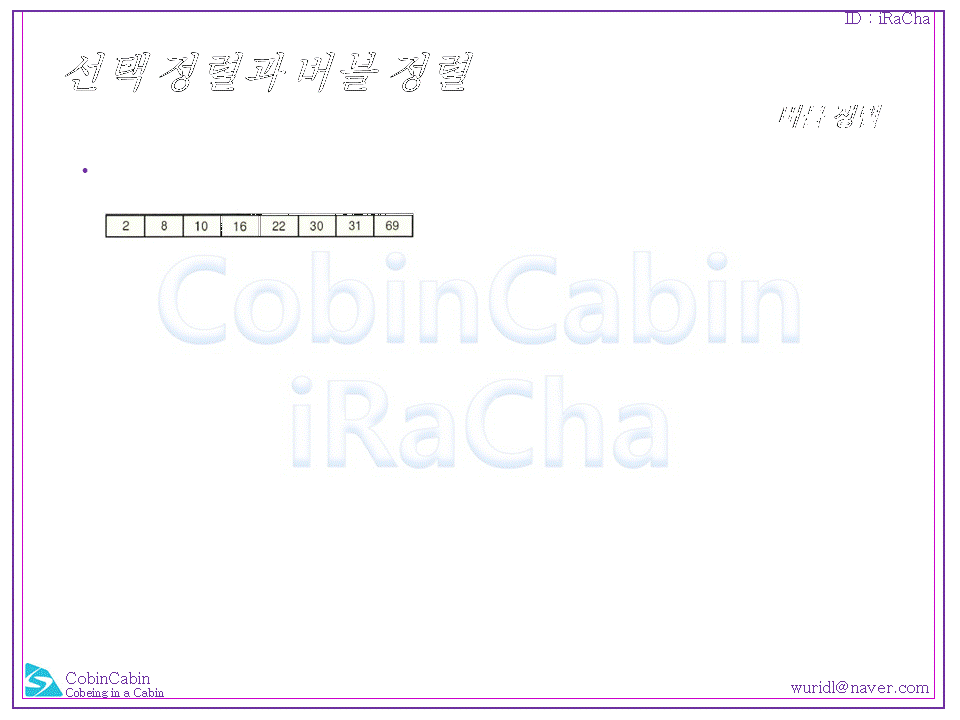 ID : iRaCha
선택 정렬과 버블 정렬
버블 정렬
•
2 8 10 16 22 30 31 69
CobinCabin
iRaCha
CobinCabin
Cobeing in a Cabin
wuridl@naver.com